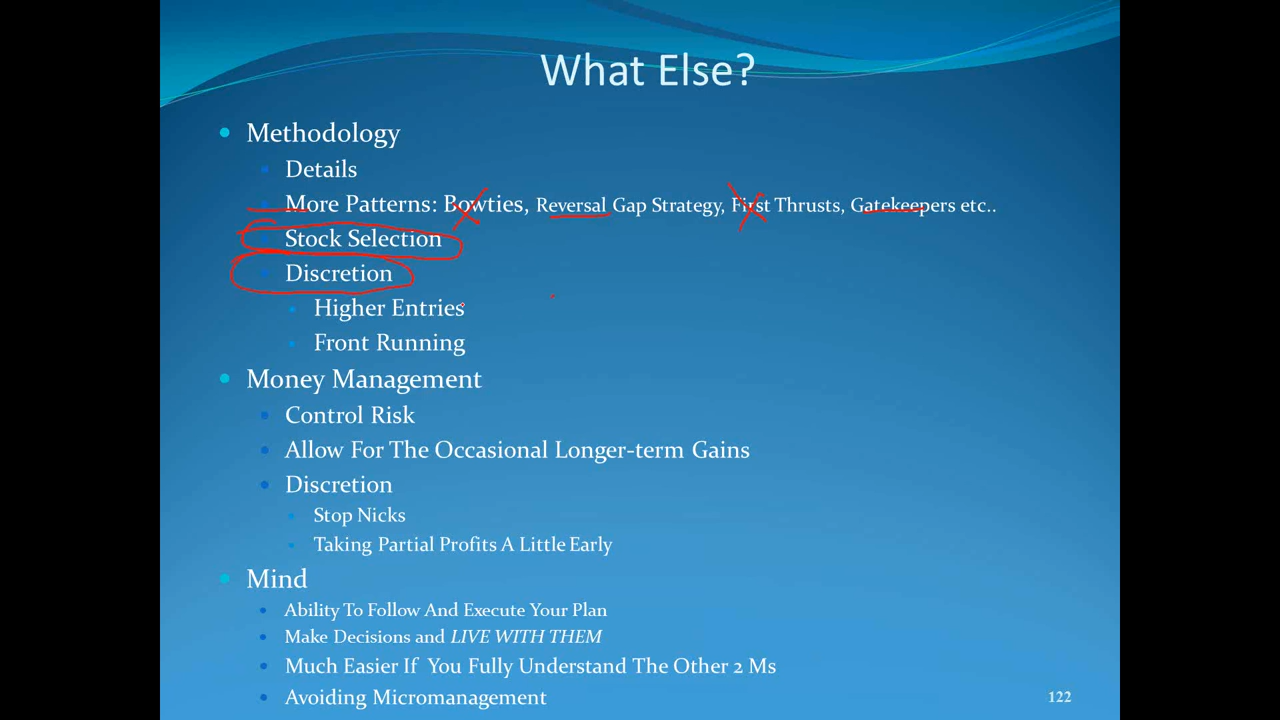 What Else?
Methodology
Details
More Patterns: Bowties, Reversal Gap Strategy, First Thrusts, Gatekeepers etc..
Stock Selection
Discretion
Higher Entries
Front Running
Money Management
Control Risk
Allow For The Occasional Longer-term Gains
Discretion
Stop Nicks
Taking Partial Profits A Little Early
Mind
Ability To Follow And Execute Your Plan
Make Decisions and LIVE WITH THEM
Much Easier If You Fully Understand The Other 2 Ms
Avoiding Micromanagement
122